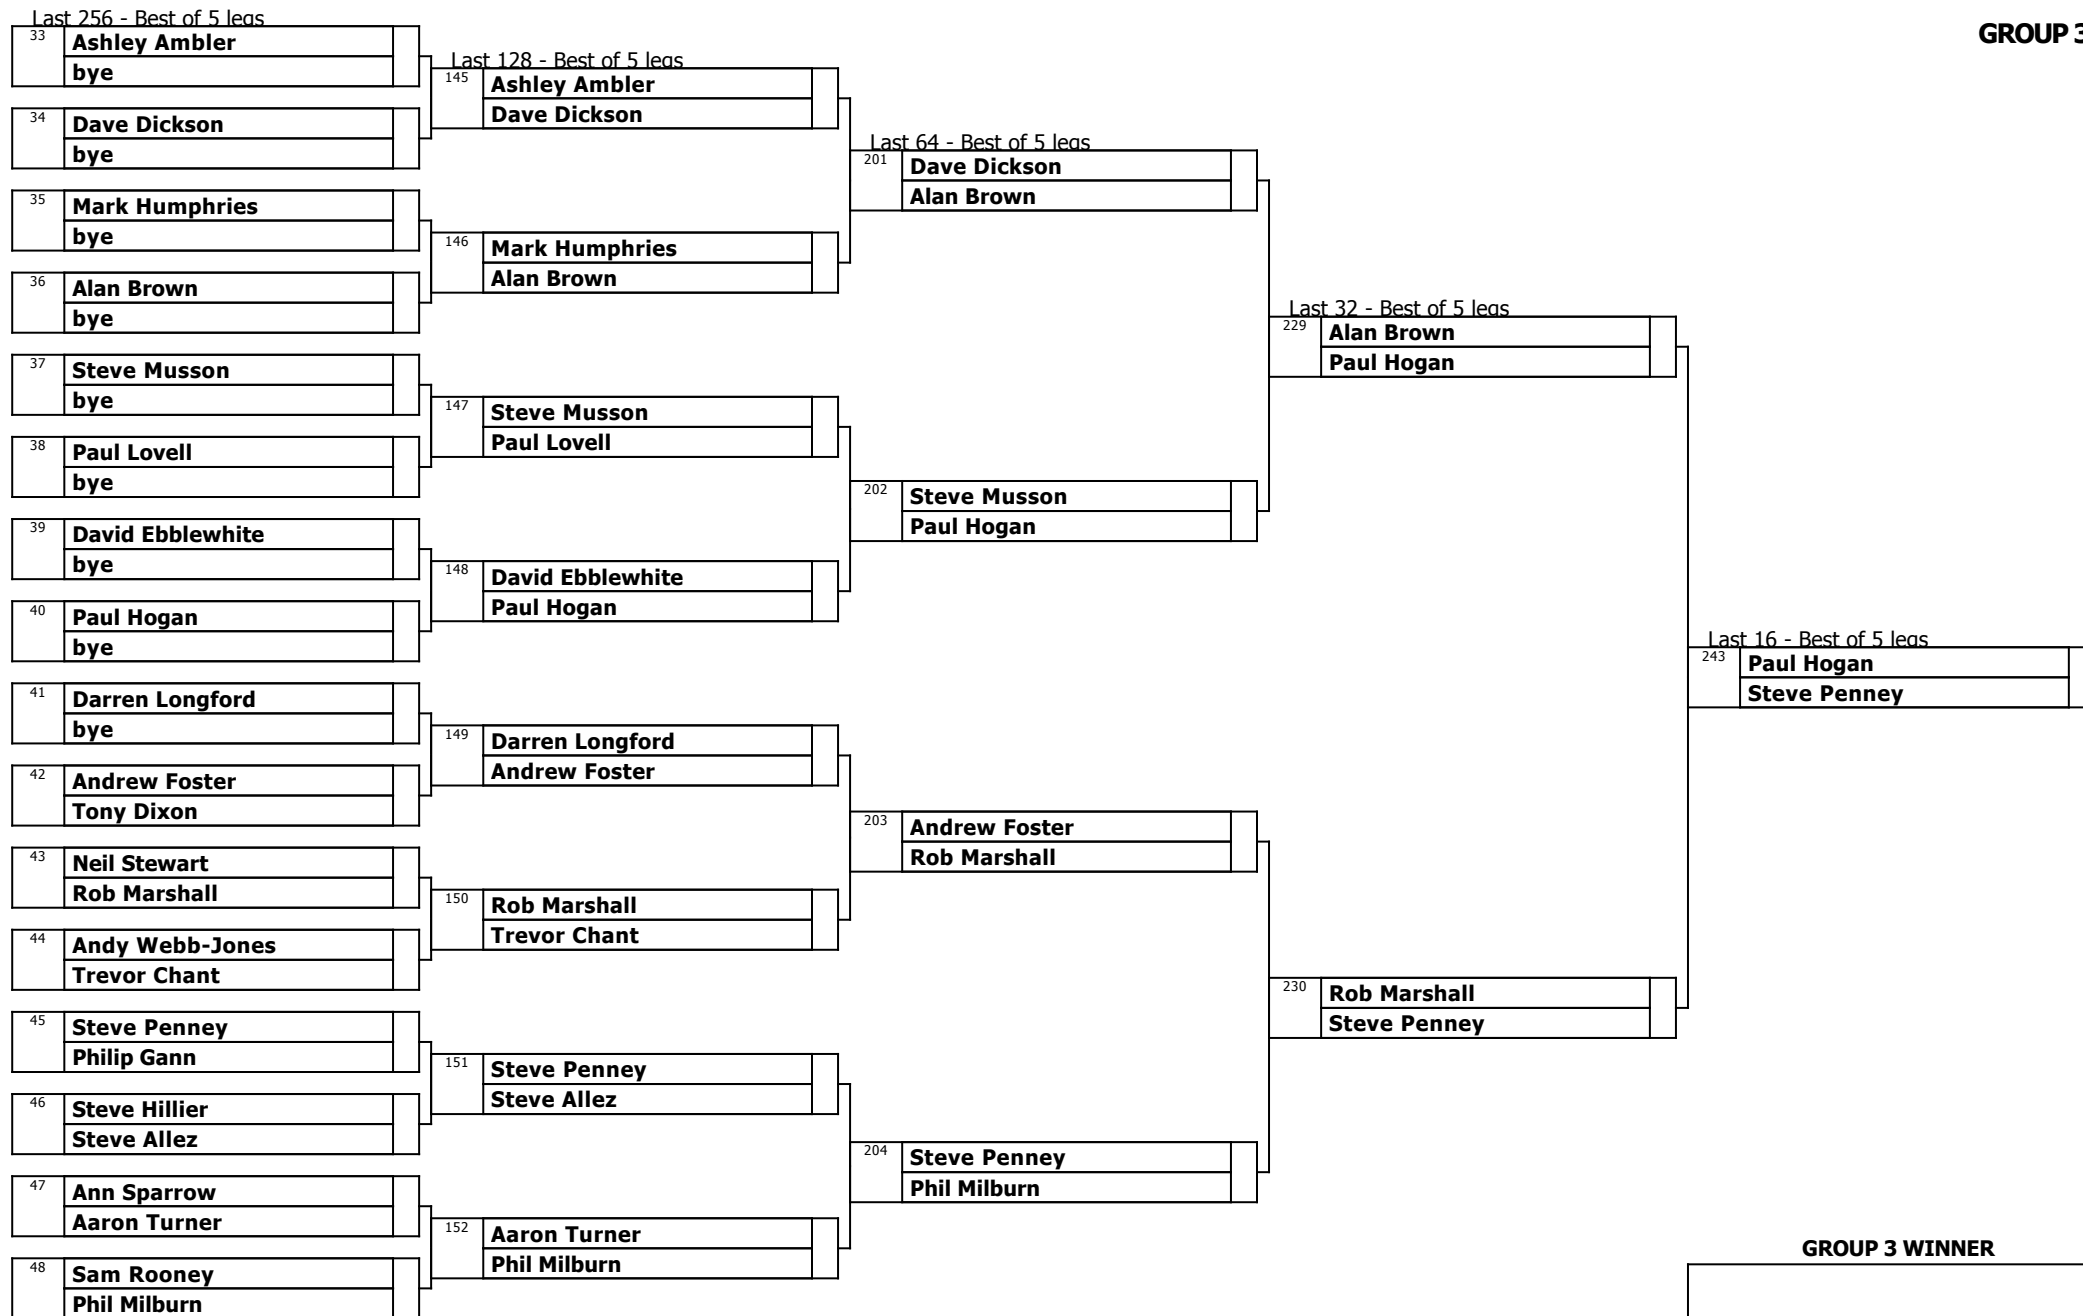 Last 256 - Best of 5 legs
GROUP 3
33
Ashley Ambler
bye
34
Dave Dickson
bye
35
Mark Humphries
bye
36
Alan Brown
bye
37
Steve Musson
bye
38
Paul Lovell
bye
39
David Ebblewhite
bye
40
Paul Hogan
bye
41
Darren Longford
bye
42
Andrew Foster
Tony Dixon
43
Neil Stewart
Rob Marshall
44
Andy Webb-Jones
Trevor Chant
45
Steve Penney
Philip Gann
46
Steve Hillier
Steve Allez
47
Ann Sparrow
Aaron Turner
48
Sam Rooney
Phil Milburn
Last 128 - Best of 5 legs
145
Ashley Ambler
Dave Dickson
146
Mark Humphries
Alan Brown
147
Steve Musson
Paul Lovell
148
David Ebblewhite
Paul Hogan
149
Darren Longford
Andrew Foster
150
Rob Marshall
Trevor Chant
151
Steve Penney
Steve Allez
152
Aaron Turner
Phil Milburn
Last 64 - Best of 5 legs
201
Dave Dickson
Alan Brown
202
Steve Musson
Paul Hogan
203
Andrew Foster
Rob Marshall
204
Steve Penney
Phil Milburn
Last 32 - Best of 5 legs
229
Alan Brown
Paul Hogan
230
Rob Marshall
Steve Penney
Last 16 - Best of 5 legs
243
Paul Hogan
Steve Penney
GROUP 3 WINNER